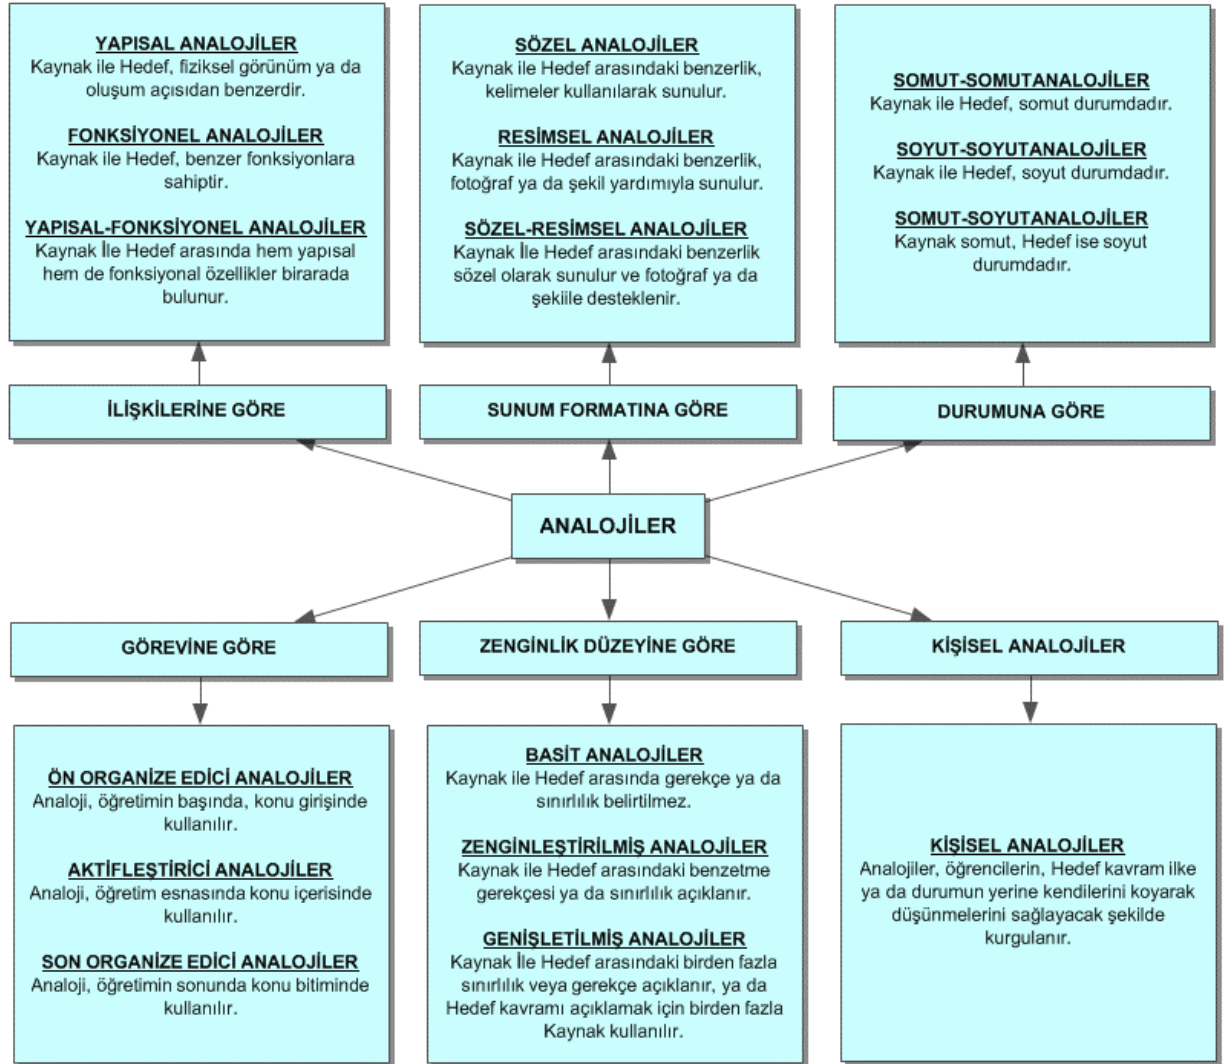 YAPISAL ANALOJİLER
Kaynak ile Hedef, fiziksel görünüm ya da
oluşum açısıdan benzerdir.
FONKSİYONEL ANALOJİLER
Kaynak ile Hedef, benzer fonksiyonlara
sahiptir.
YAPISAL-FONKSİYONEL ANALOJİLER
Kaynak İle Hedef arasında hem yapısal
hem de fonksiyonal özellikler birarada
bulunur.
SÖZEL ANALOJİLER
Kaynak ile Hedef arasındaki benzerlik,
kelimeler kullanılarak sunulur.
RESİMSEL ANALOJİLER
Kaynak ile Hedef arasındaki benzerlik,
fotoğraf ya da şekil yardımıyla sunulur.
SÖZEL-RESİMSEL ANALOJİLER
Kaynak İle Hedef arasındaki benzerlik
sözel olarak sunulur ve fotoğraf ya da
şekiile desteklenir.
SOMUT-SOMUTANALOJİLER
Kaynak ile Hedef, somut durumdadır.
SOYUT-SOYUTANALOJİLER
Kaynak ile Hedef, soyut durumdadır.
SOMUT-SOYUTANALOJİLER
Kaynak somut, Hedef ise soyut
durumdadır.
İLİŞKİLERİNE GÖRE
SUNUM FORMATINA GÖRE
DURUMUNA GÖRE
ANALOJİLER
GÖREVİNE GÖRE
ZENGİNLİK DÜZEYİNE GÖRE
KİŞİSEL ANALOJİLER
ÖN ORGANİZE EDİCİ ANALOJİLER
Analoji, öğretimin başında, konu girişinde
kullanılır.
AKTİFLEŞTİRİCİ ANALOJİLER
Analoji, öğretim esnasında konu içerisinde
kullanılır.
SON ORGANİZE EDİCİ ANALOJİLER
Analoji, öğretimin sonunda konu bitiminde
kullanılır.
BASİT ANALOJİLER
Kaynak ile Hedef arasında gerekçe ya da
sınırlılık belirtilmez.
ZENGİNLEŞTİRİLMİŞ ANALOJİLER
Kaynak ile Hedef arasındaki benzetme
gerekçesi ya da sınırlılık açıklanır.
GENİŞLETİLMİŞ ANALOJİLER
Kaynak İle Hedef arasındaki birden fazla
sınırlılık veya gerekçe açıklanır, ya da
Hedef kavramı açıklamak için birden fazla
Kaynak kullanılır.
KİŞİSEL ANALOJİLER
Analojiler, öğrencilerin, Hedef kavram ilke
ya da durumun yerine kendilerini koyarak
düşünmelerini sağlayacak şekilde
kurgulanır.